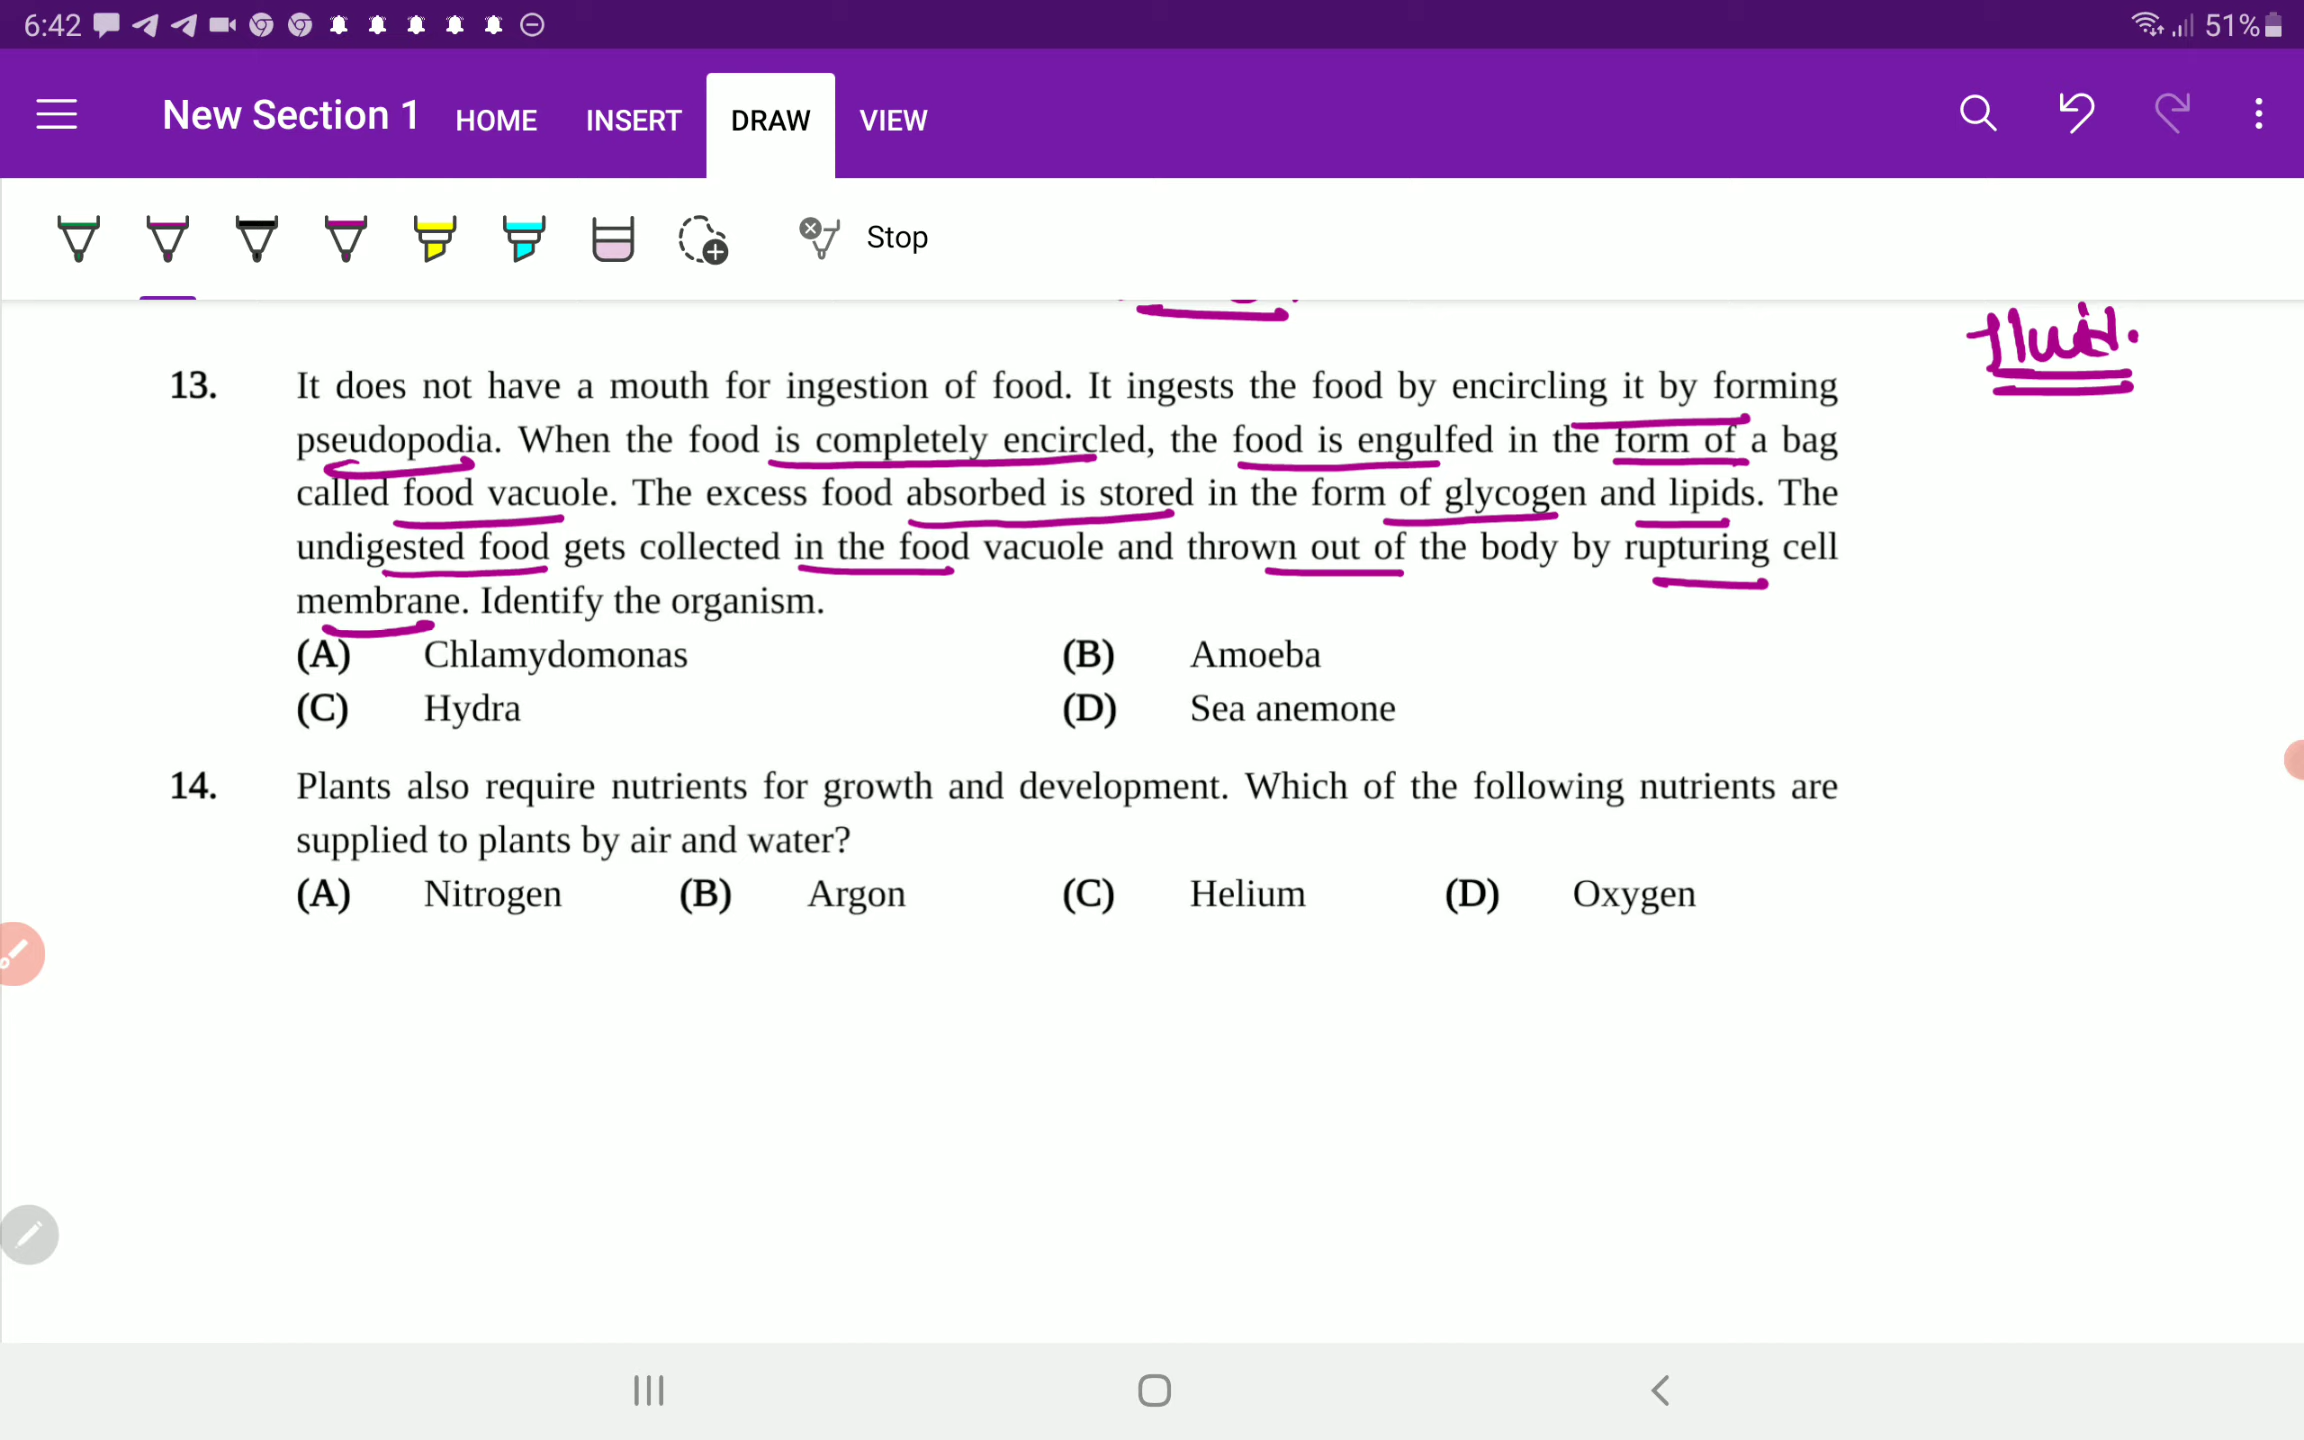 6:42 51%
New Section 1 HOME INSERT DRAW VIEW
Stop
fluid.
13. It does not have a mouth for ingestion of food. It ingests the food by encircling it by forming
pseudopodia. When the food is completely encircled, the food is engulfed in the form of a bag
called food vacuole. The excess food absorbed is stored in the form of glycogen and lipids. The
undigested food gets collected in the food vacuole and thrown out of the body by rupturing cell
membrane. Identify the organism.
(A) Chlamydomonas (B) Amoeba
(C) Hydra (D) Sea anemone
14. Plants also require nutrients for growth and development. Which of the following nutrients are
supplied to plants by air and water?
(A) Nitrogen (B) Argon (C) Helium (D) Oxygen